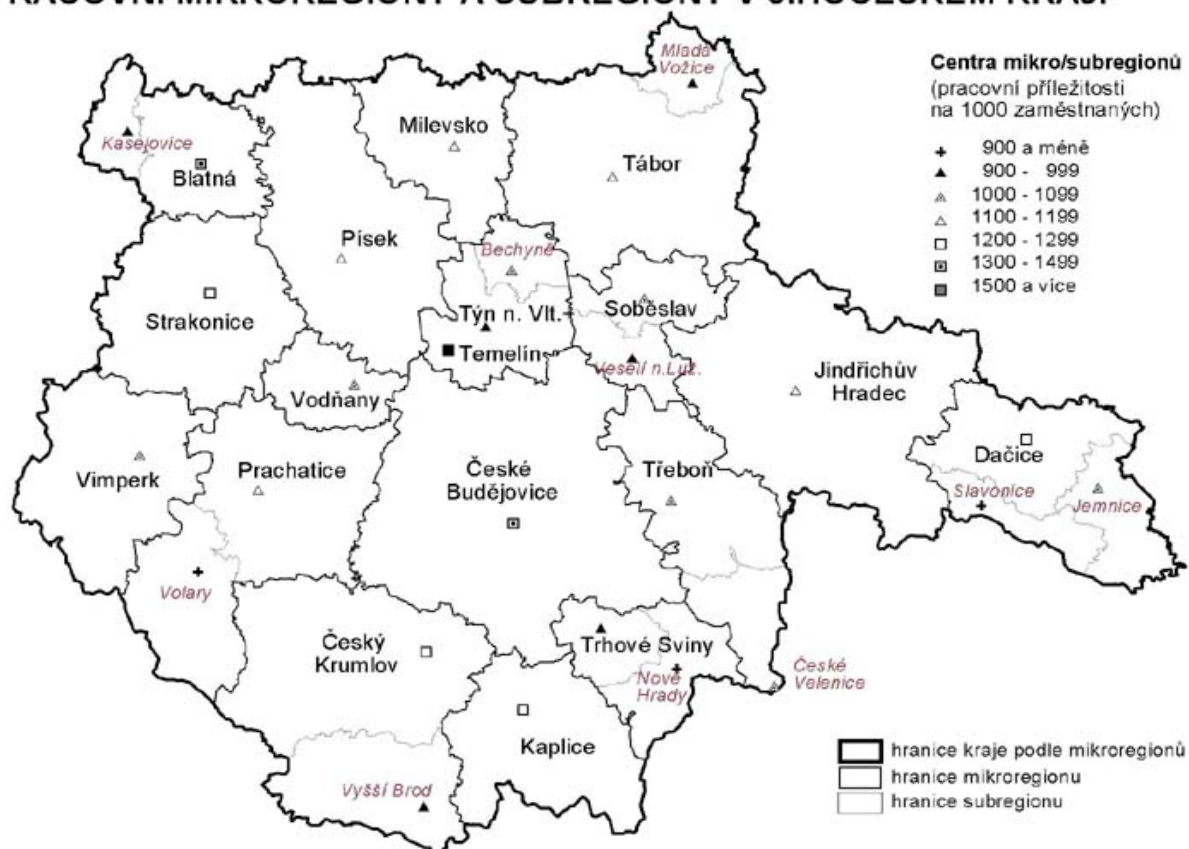 Mladá
Vožice
Centra mikro/subregionů
(pracovní příležitosti
na 1000 zaměstnaných)
900 a méně
900 - 999
1000 - 1099
1100 - 1199
1200 - 1299
1300 - 1499
1500 a více
Milevsko
Kasejovice
Blatná
Tábor
Písek
Bechyně
Strakonice
Týn n. Vlt.
Soběslav
Temelín
Veselí n.Luž.
Jindřichův
Hradec
Vodňany
Vimperk
Prachatice
České
Budějovice
Třeboň
Dačice
Slavonice
Jemnice
Volary
Český
Krumlov
Trhové Sviny
Nové
Hrady
České
Velenice
Kaplice
Vyšší Brod
hranice kraje podle mikroregionů
hranice mikroregionu
hranice subregionu